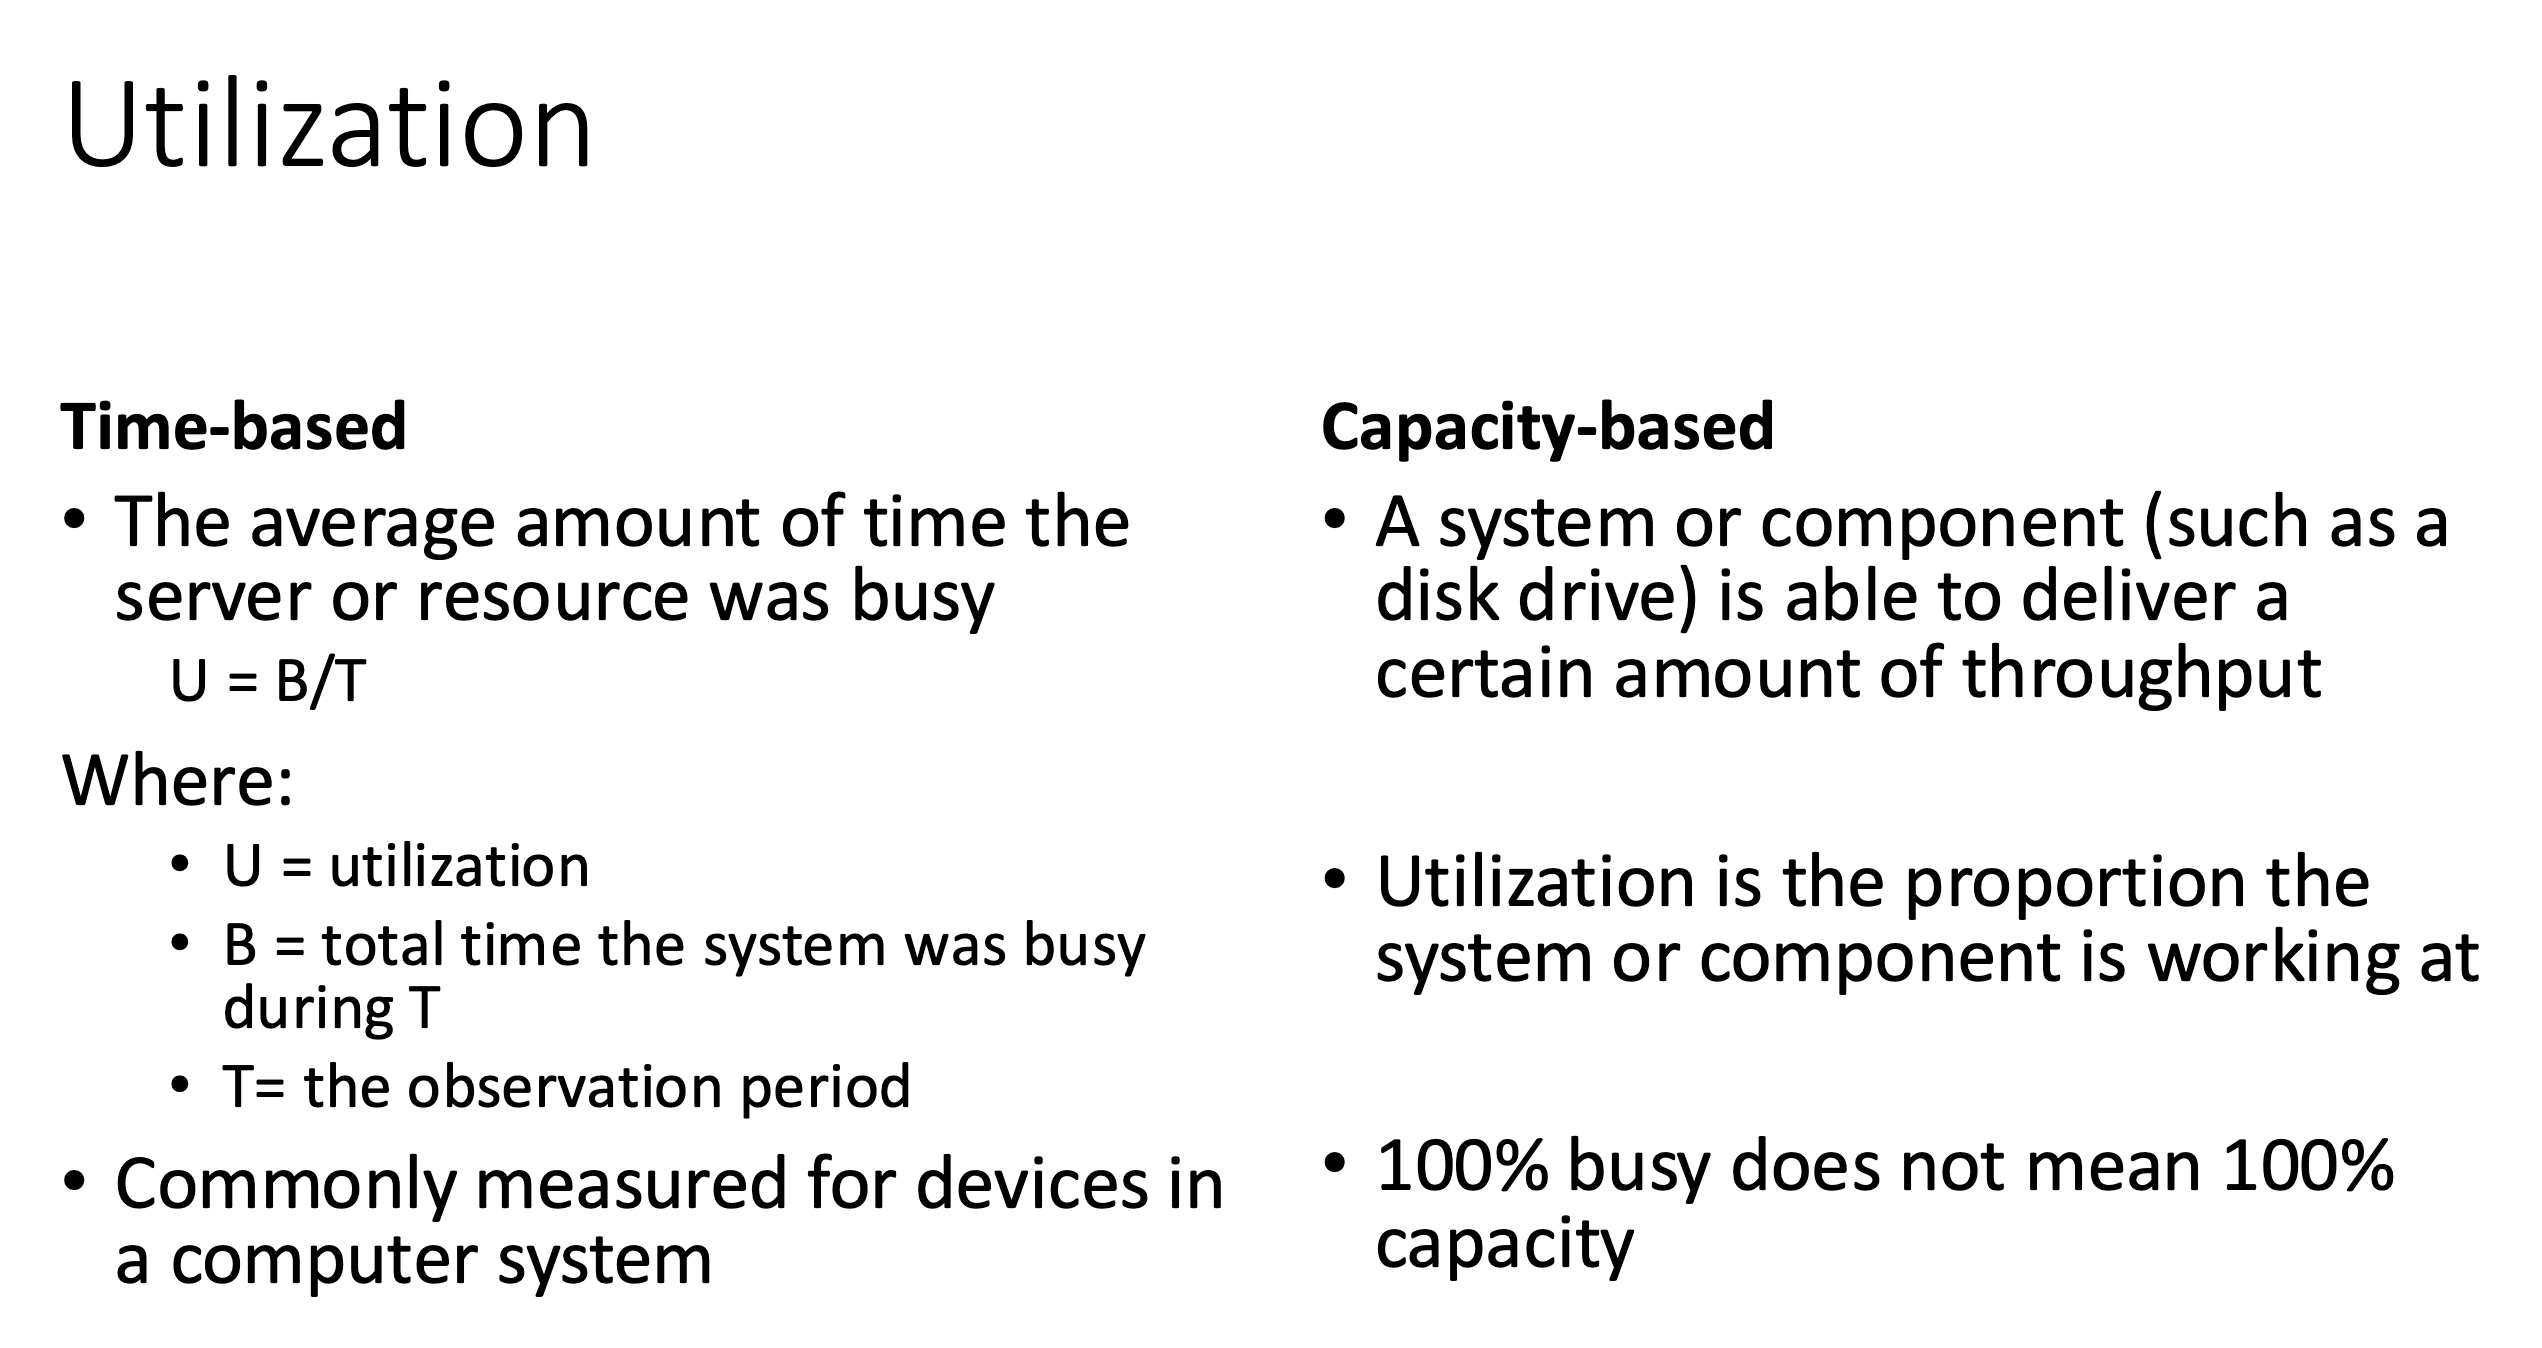 Utilization
Time-based
• The average amount of time the
server or resource was busy
U = B/T
Where:
• U = utilization
• B = total time the system was busy
during T
• T= the observation period
• Commonly measured for devices in
a computer system
Capacity-based
• A system or component (such as a
disk drive) is able to deliver a
certain amount of throughput
• Utilization is the proportion the
system or component is working at
• 100% busy does not mean 100%
capacity